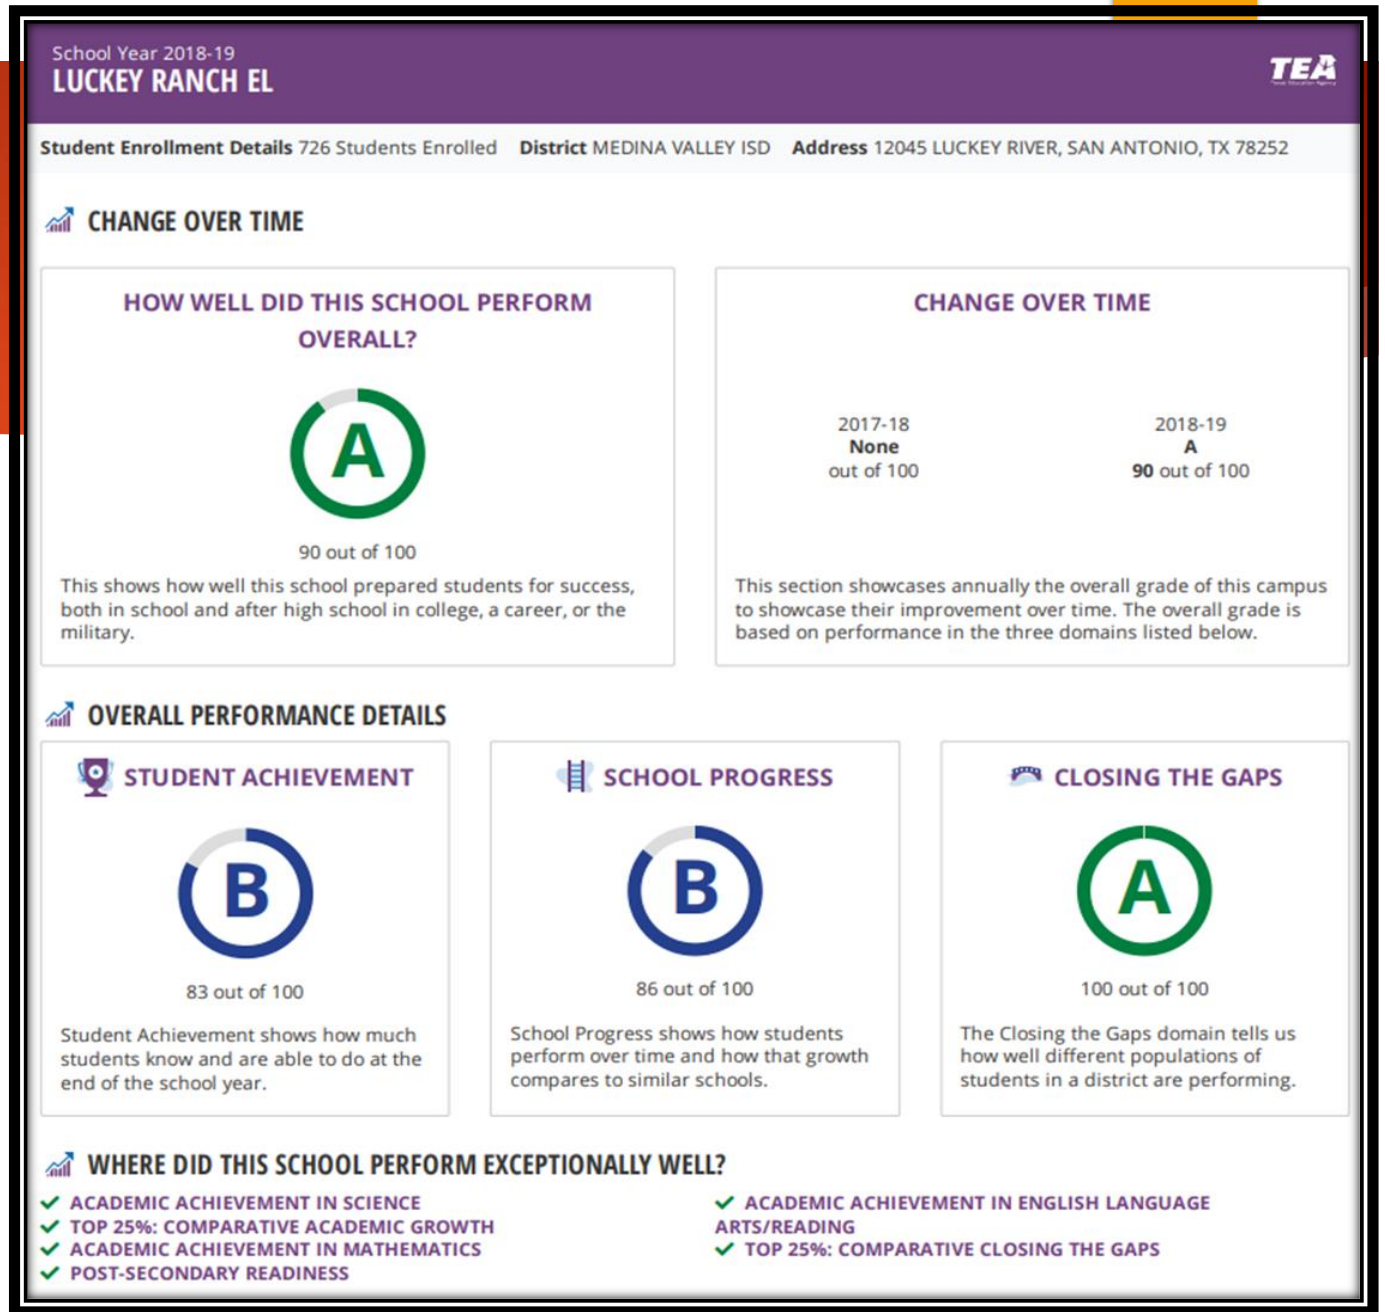 School Year 2018-19
LUCKEY RANCH EL
TEA
Student Enrollment Details 726 Students Enrolled District MEDINA VALLEY ISD Address 12045 LUCKEY RIVER, SAN ANTONIO, TX 78252
CHANGE OVER TIME
HOW WELL DID THIS SCHOOL PERFORM
OVERALL?
A
90 out of 100
This shows how well this school prepared students for success,
both in school and after high school in college, a career, or the
military.
CHANGE OVER TIME
2017-18
None
out of 100
2018-19
A
90 out of 100
This section showcases annually the overall grade of this campus
to showcase their improvement over time. The overall grade is
based on performance in the three domains listed below.
OVERALL PERFORMANCE DETAILS
STUDENT ACHIEVEMENT
B
83 out of 100
Student Achievement shows how much
students know and are able to do at the
end of the school year.
SCHOOL PROGRESS
B
86 out of 100
School Progress shows how students
perform over time and how that growth
compares to similar schools.
CLOSING THE GAPS
A
100 out of 100
The Closing the Gaps domain tells us
how well different populations of
students in a district are performing.
WHERE DID THIS SCHOOL PERFORM EXCEPTIONALLY WELL?
ACADEMIC ACHIEVEMENT IN SCIENCE
TOP 25%: COMPARATIVE ACADEMIC GROWTH
ACADEMIC ACHIEVEMENT IN MATHEMATICS
POST-SECONDARY READINESS
ACADEMIC ACHIEVEMENT IN ENGLISH LANGUAGE
ARTS/READING
TOP 25%: COMPARATIVE CLOSING THE GAPS